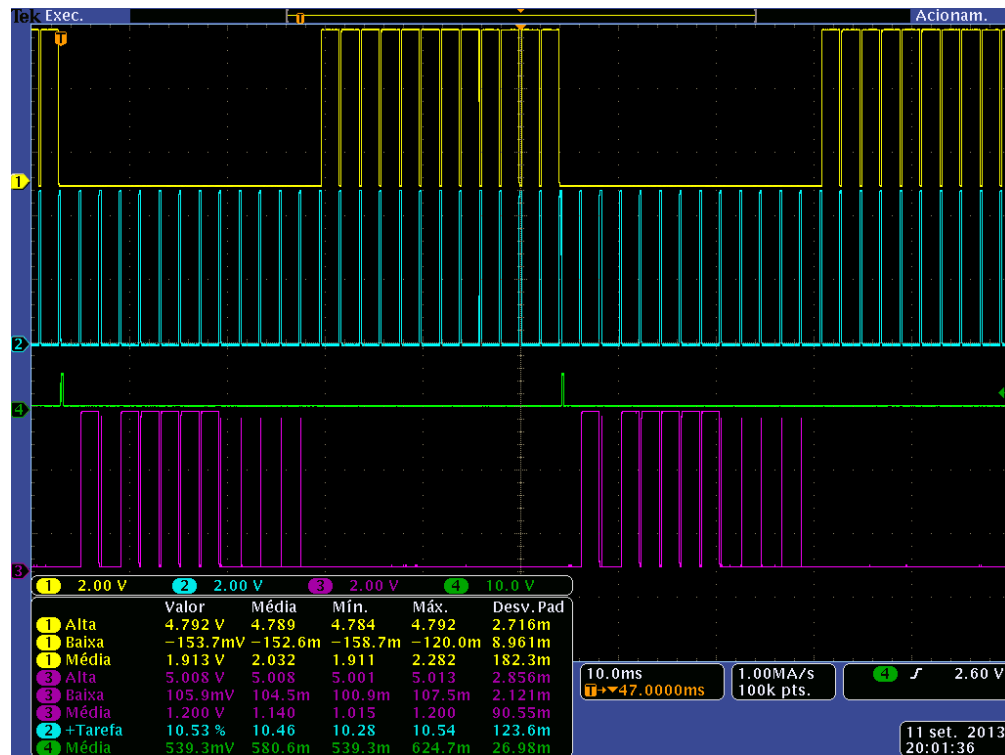 Tek Exec. T Acionam.
T
1
2
4
3
1 2.00 V 2 2.00 V 3 2.00 V 4 10.0 V
Valor Média Mín. Máx. Desv.Pad
1 Alta 4.792 V 4.789 4.784 4.792 2.716m
1 Baixa −153.7mV −152.6m −158.7m −120.0m 8.961m
1 Média 1.913 V 2.032 1.911 2.282 182.3m
3 Alta 5.008 V 5.008 5.001 5.013 2.856m
3 Baixa 105.9mV 104.5m 100.9m 107.5m 2.121m
3 Média 1.200 V 1.140 1.015 1.200 90.55m
2 +Tarefa 10.53 % 10.46 10.28 10.54 123.6m
4 Média 539.3mV 580.6m 539.3m 624.7m 26.98m
10.0ms
T→▼47.0000ms
1.00MA/s
100k pts.
4 ∫ 2.60 V
11 set. 2013
20:01:36